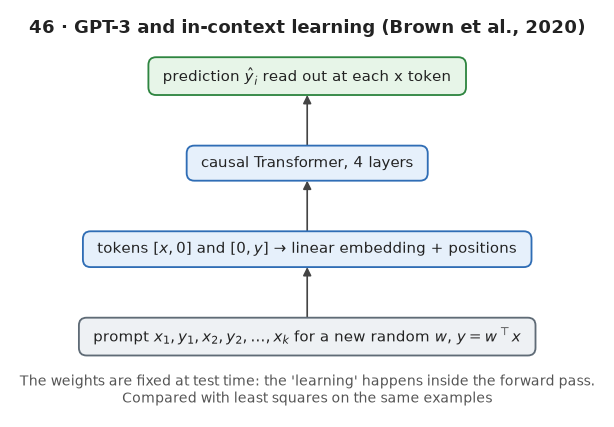 46 · GPT-3 and in-context learning (Brown et al., 2020)
prediction ŷᵢ read out at each x token
causal Transformer, 4 layers
tokens [x, 0] and [0, y] → linear embedding + positions
prompt x₁, y₁, x₂, y₂, ..., xₖ for a new random w, y = w⊤x
The weights are fixed at test time: the 'learning' happens inside the forward pass.
Compared with least squares on the same examples